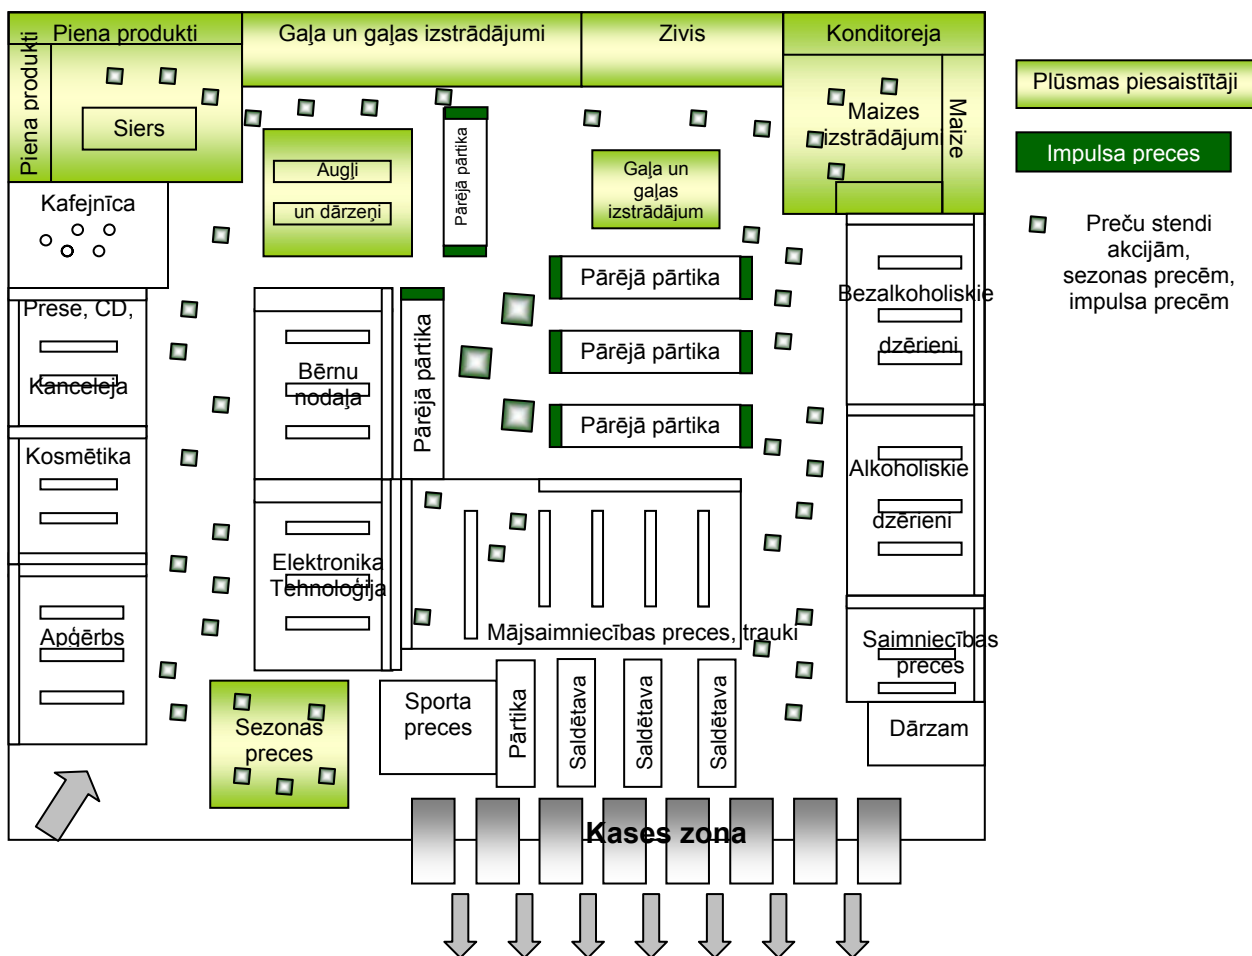 Piena produkti
Gaļa un gaļas izstrādājumi
Zivis
Konditoreja
Piena produkti
Siers
Maizes
izstrādājumi
Maize
Plūsmas piesaistītāji
Impulsa preces
Preču stendi
akcijām,
sezonas precēm,
impulsa precēm
Augļi
un dārzeņi
Pārējā pārtika
Gaļa un
gaļas
izstrādājum
Kafejnīca
Pārējā pārtika
Bezalkoholiskie
dzērieni
Prese, CD,
Kanceleja
Bērnu
nodaļa
Pārējā pārtika
Pārējā pārtika
Pārējā pārtika
Kosmētika
Alkoholiskie
dzērieni
Elektronika
Tehnoloģija
Apģērbs
Mājsaimniecības preces, trauki
Saimniecības
preces
Sezonas
preces
Sporta
preces
Pārtika
Saldētava
Saldētava
Saldētava
Dārzam
Kases zona